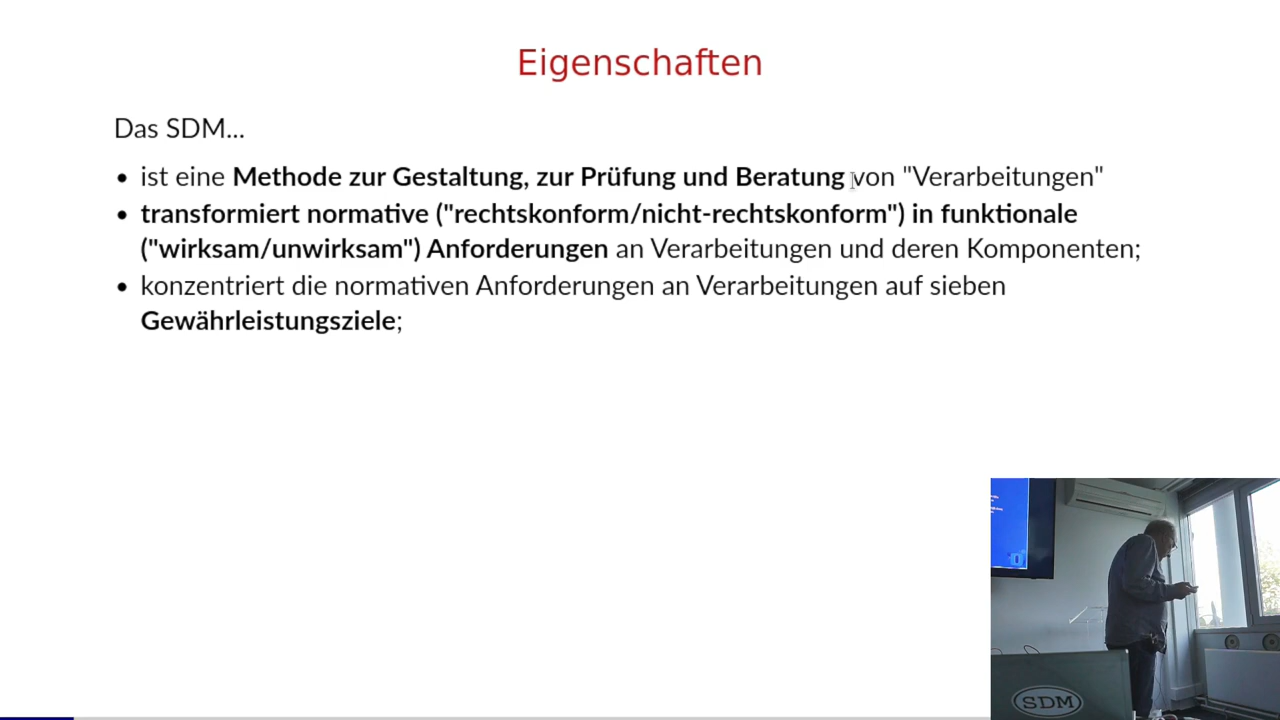 Eigenschaften
Das SDM...
• ist eine Methode zur Gestaltung, zur Prüfung und Beratung von "Verarbeitungen"
• transformiert normative ("rechtskonform/nicht-rechtskonform") in funktionale
("wirksam/unwirksam") Anforderungen an Verarbeitungen und deren Komponenten;
• konzentriert die normativen Anforderungen an Verarbeitungen auf sieben
Gewährleistungsziele;
SDM